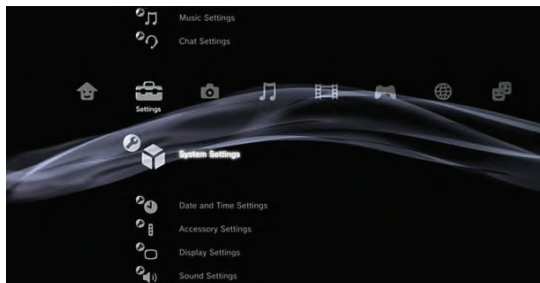 Music Settings
Chat Settings
Settings
System Settings
Date and Time Settings
Accessory Settings
Display Settings
Sound Settings